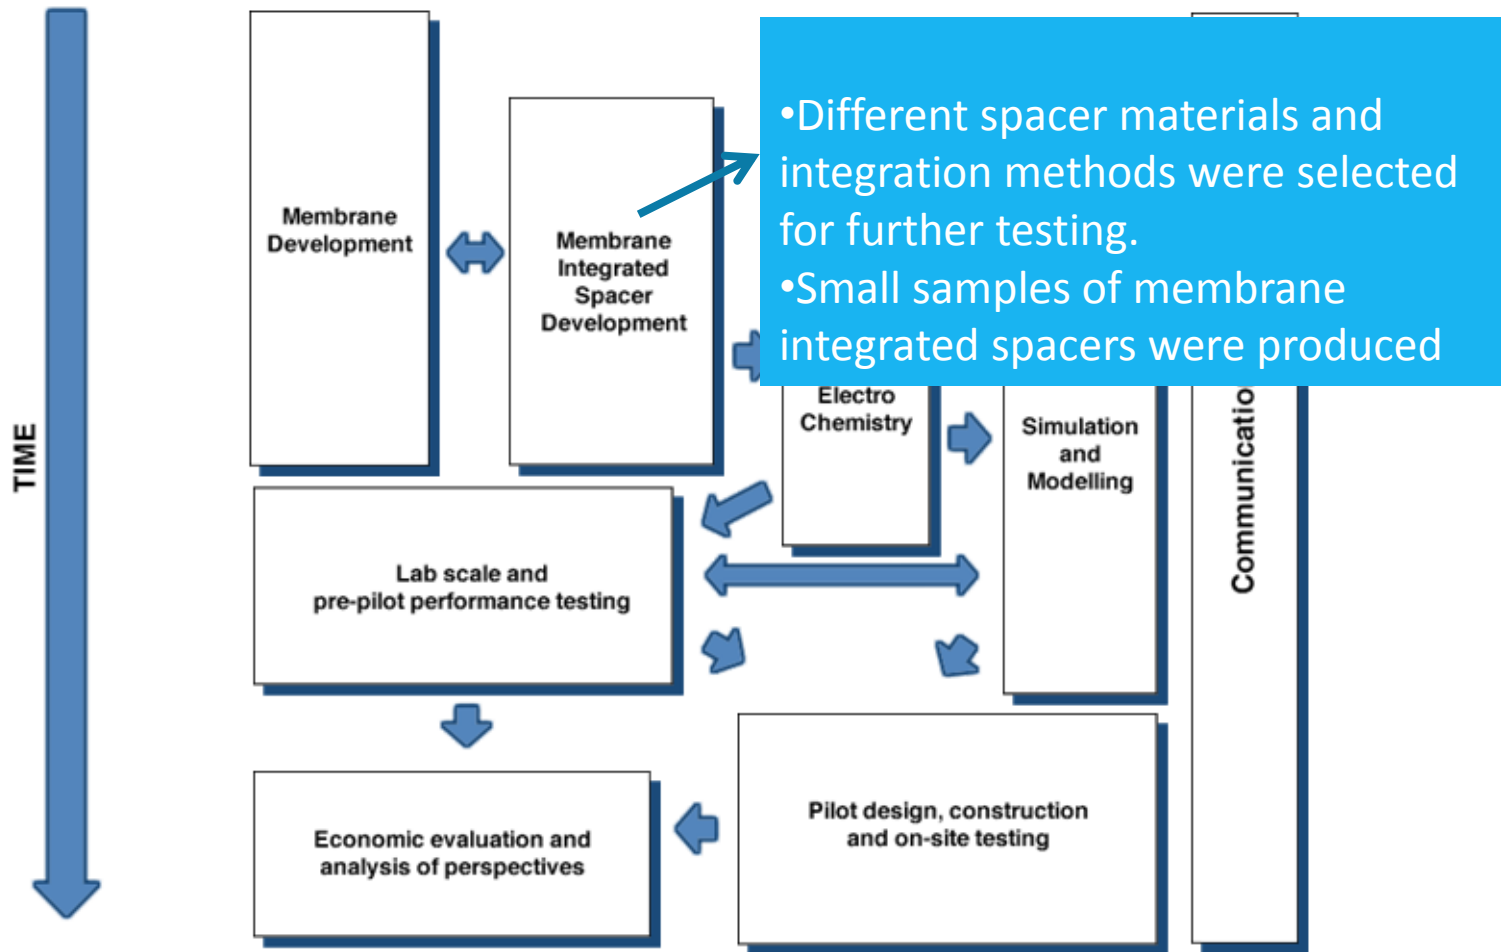 TIME
Membrane
Development
Membrane
Integrated
Spacer
Development
•Different spacer materials and
integration methods were selected
for further testing.
•Small samples of membrane
integrated spacers were produced
Electro
Chemistry
Simulation
and
Modelling
Lab scale and
pre-pilot performance testing
Economic evaluation and
analysis of perspectives
Pilot design, construction
and on-site testing